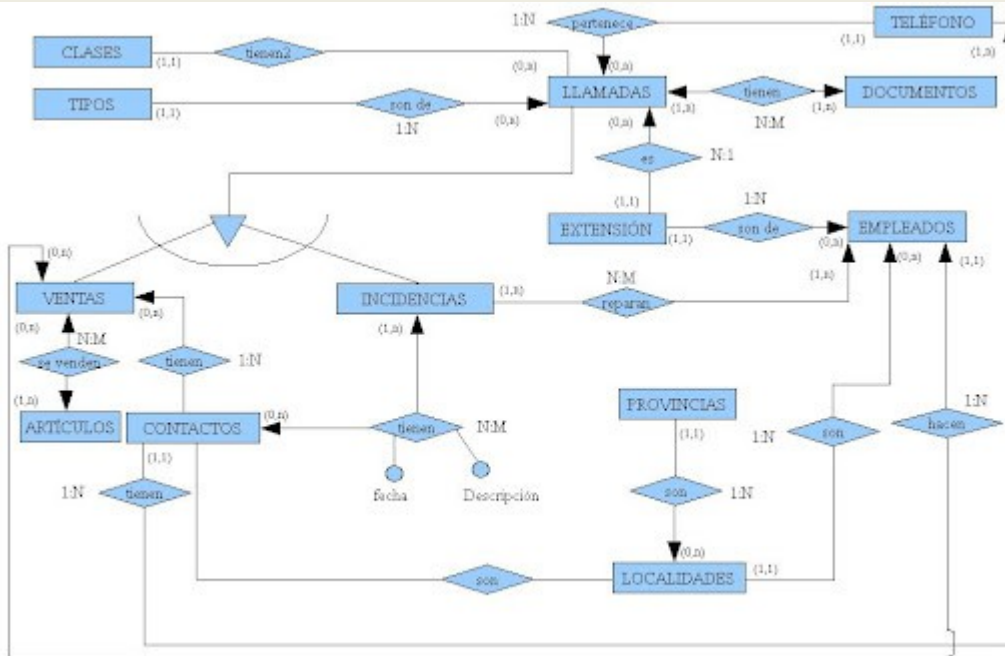 1:N
pertenece
TELÉFONO
(1,1)
(1,n)
CLASES
(1,1)
tienen2
(0,n)
(0,n)
TIPOS
(1,1)
son de
1:N
(0,n)
LLAMADAS
(0,n)
(1,n)
tienen
N:M
(1,n)
DOCUMENTOS
es
N:1
(1,1)
EXTENSIÓN
(1,1)
1:N
son de
(0,n)
EMPLEADOS
(0,n)
(1,1)
(1,n)
(0,n)
VENTAS
(0,n)
(0,n)
N:M
se venden
(1,n)
ARTÍCULOS
tienen
1:N
INCIDENCIAS
(1,n)
(1,n)
N:M
reparan
CONTACTOS
(0,n)
(1,1)
tienen
N:M
fecha
Descripción
1:N
tienen
PROVINCIAS
(1,1)
son
1:N
(0,n)
LOCALIDADES
(1,1)
1:N
son
1:N
hacen
son